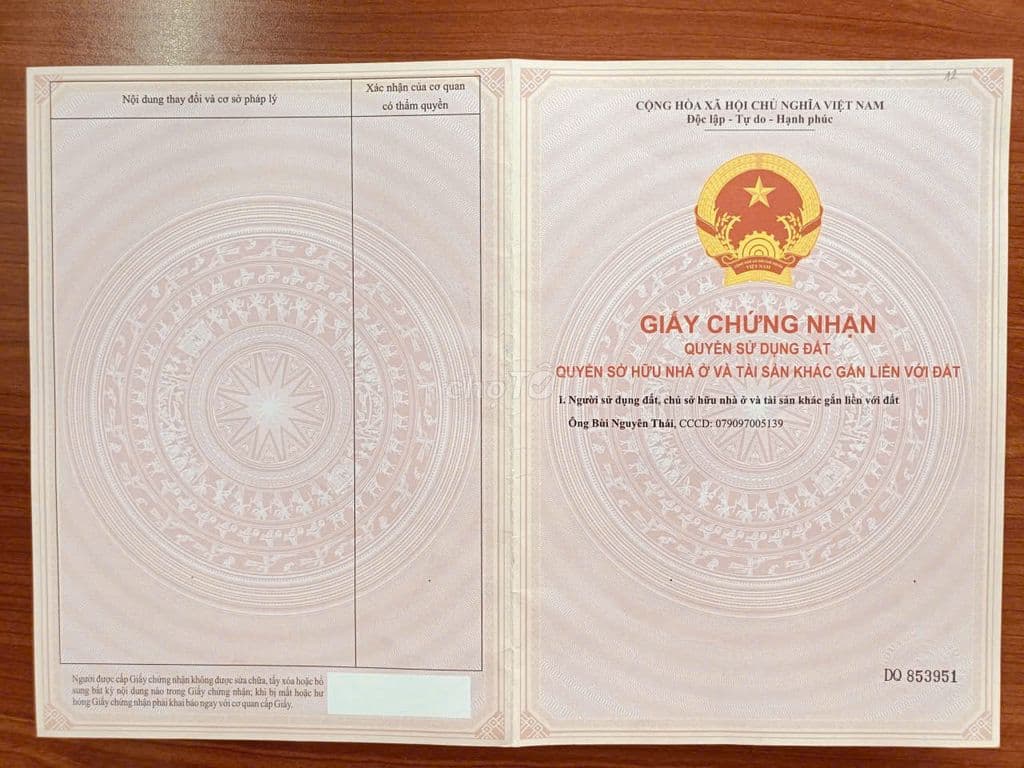 Nội dung thay đổi và cơ sở pháp lý
Xác nhận của cơ quan
có thẩm quyền
Người được cấp Giấy chứng nhận không được sửa chữa, tẩy xóa hoặc bổ
sung bất kỳ nội dung nào trong Giấy chứng nhận; khi bị mất hoặc hư
hỏng Giấy chứng nhận phải khai báo ngay với cơ quan cấp Giấy.
12
CỘNG HÒA XÃ HỘI CHỦ NGHĨA VIỆT NAM
Độc lập - Tự do - Hạnh phúc
VIỆT NAM
GIẤY CHỨNG NHẬN
QUYỀN SỬ DỤNG ĐẤT
QUYỀN SỞ HỮU NHÀ Ở VÀ TÀI SẢN KHÁC GẮN LIỀN VỚI ĐẤT
I. Người sử dụng đất, chủ sở hữu nhà ở và tài sản khác gắn liền với đất
Ông Bùi Nguyên Thái, CCCD: 079097005139
DO 853951